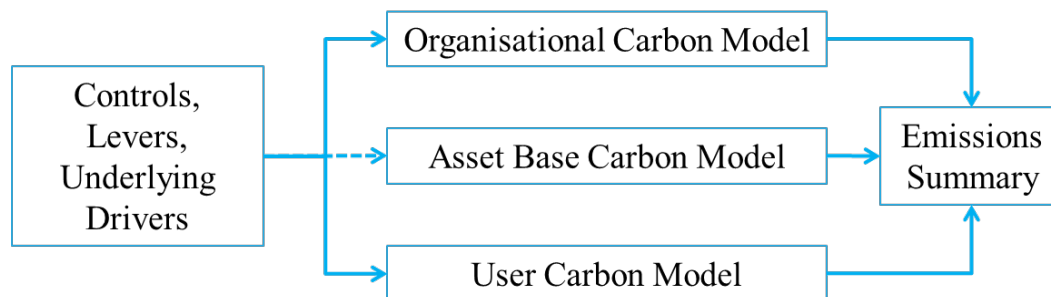 Controls,
Levers,
Underlying
Drivers
Organisational Carbon Model
Asset Base Carbon Model
User Carbon Model
Emissions
Summary